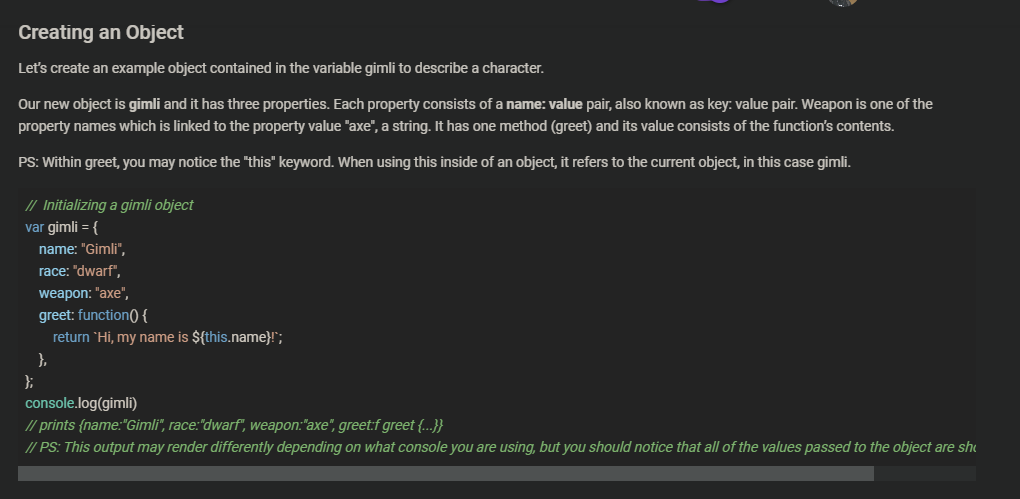 Creating an Object
Let's create an example object contained in the variable gimli to describe a character.
Our new object is gimli and it has three properties. Each property consists of a name: value pair, also known as key: value pair. Weapon is one of the
property names which is linked to the property value "axe", a string. It has one method (greet) and its value consists of the function's contents.
PS: Within greet, you may notice the "this" keyword. When using this inside of an object, it refers to the current object, in this case gimli.
//  Initializing a gimli object
var gimli = {
    name: "Gimli",
    race: "dwarf",
    weapon: "axe",
    greet: function() {
        return `Hi, my name is ${this.name}!`;
    },
};
console.log(gimli)
// prints {name:"Gimli", race:"dwarf", weapon:"axe", greet:f greet {...}}
// PS: This output may render differently depending on what console you are using, but you should notice that all of the values passed to the object are